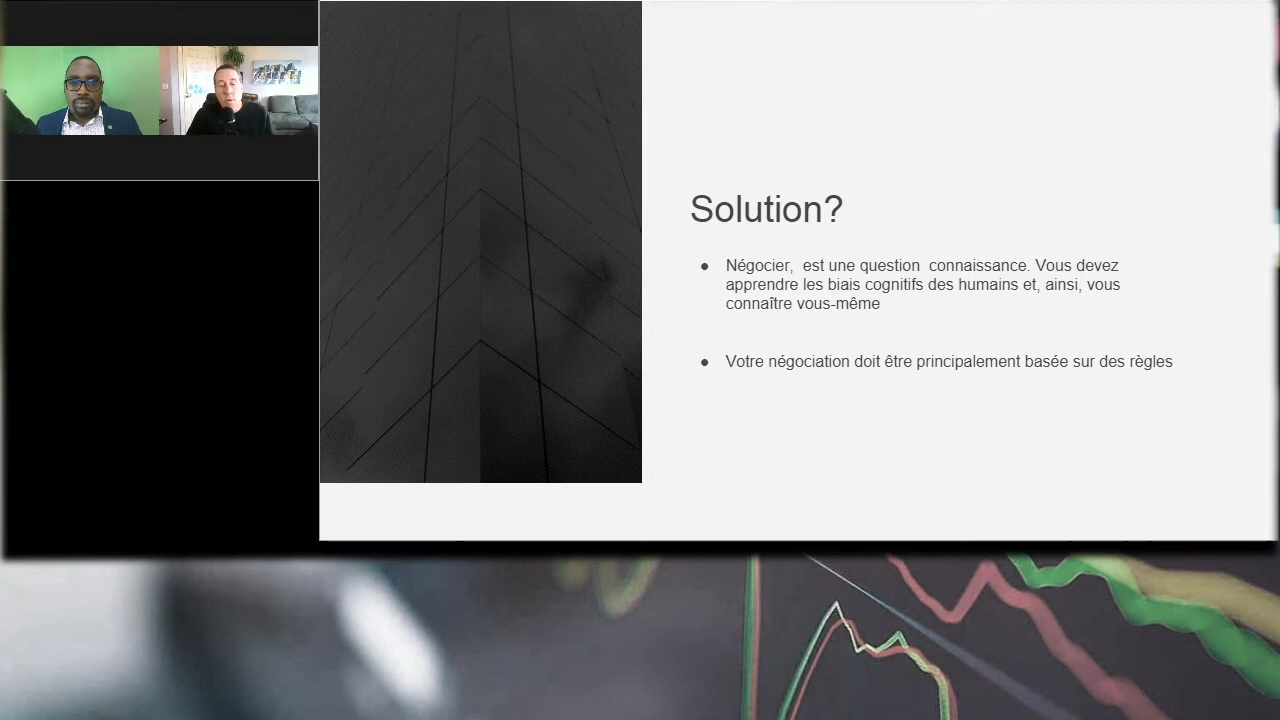 Solution?
● Négocier,  est une question  connaissance. Vous devez
apprendre les biais cognitifs des humains et, ainsi, vous
connaître vous-même
● Votre négociation doit être principalement basée sur des règles